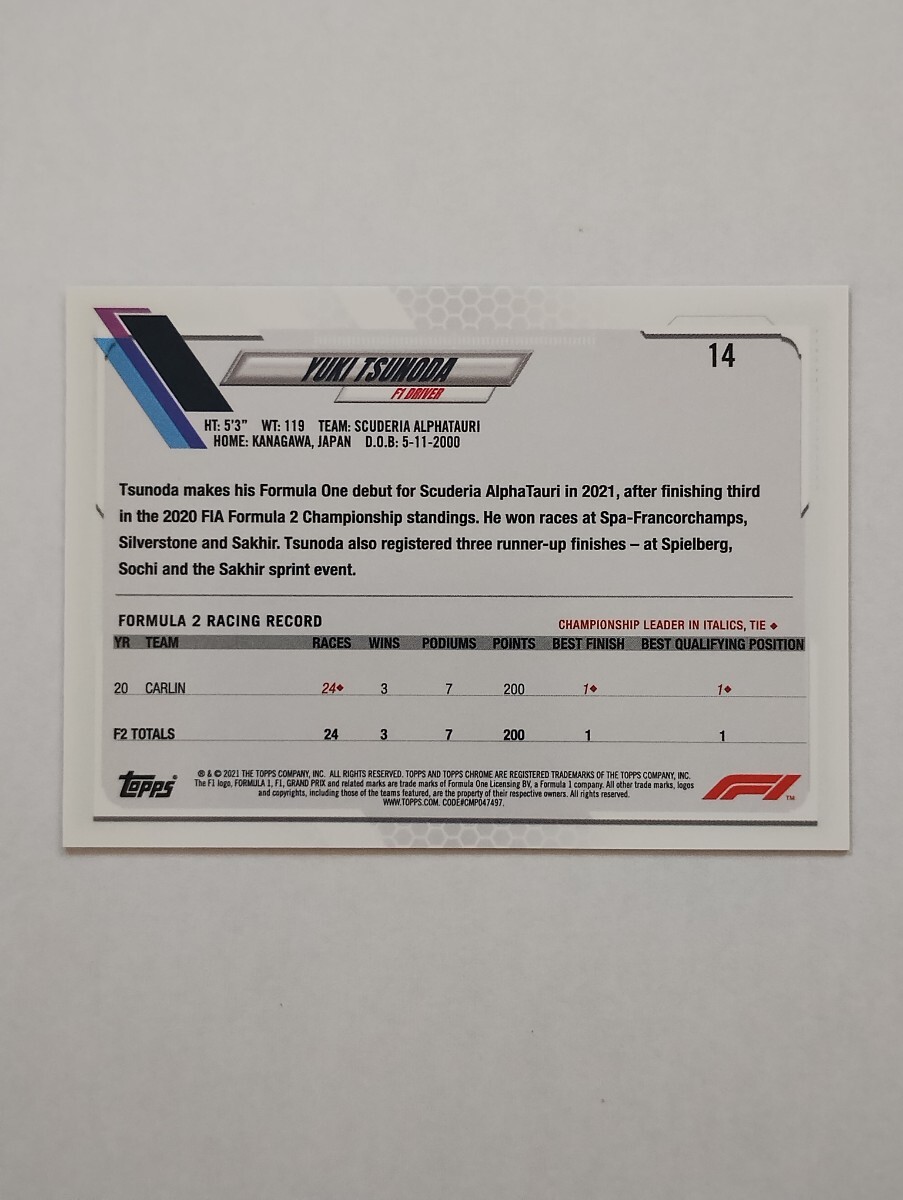 14
YUKI TSUNODA
F1 DRIVER
HT: 5'3" WT: 119 TEAM: SCUDERIA ALPHATAURI
HOME: KANAGAWA, JAPAN D.O.B: 5-11-2000
Tsunoda makes his Formula One debut for Scuderia AlphaTauri in 2021, after finishing third
in the 2020 FIA Formula 2 Championship standings. He won races at Spa-Francorchamps,
Silverstone and Sakhir. Tsunoda also registered three runner-up finishes – at Spielberg,
Sochi and the Sakhir sprint event.
FORMULA 2 RACING RECORD CHAMPIONSHIP LEADER IN ITALICS, TIE ♦
YR TEAM RACES WINS PODIUMS POINTS BEST FINISH BEST QUALIFYING POSITION
20 CARLIN 24♦ 3 7 200 1♦ 1♦
F2 TOTALS 24 3 7 200 1 1
Topps®
® & © 2021 THE TOPPS COMPANY, INC. ALL RIGHTS RESERVED. TOPPS AND TOPPS CHROME ARE REGISTERED TRADEMARKS OF THE TOPPS COMPANY, INC.
The F1 logo, FORMULA 1, F1, GRAND PRIX and related marks are trade marks of Formula One Licensing BV, a Formula 1 company. All other trade marks, logos
and copyrights, including those of the teams featured, are the property of their respective owners. All rights reserved.
WWW.TOPPS.COM. CODE#CMP047497.
F1 TM